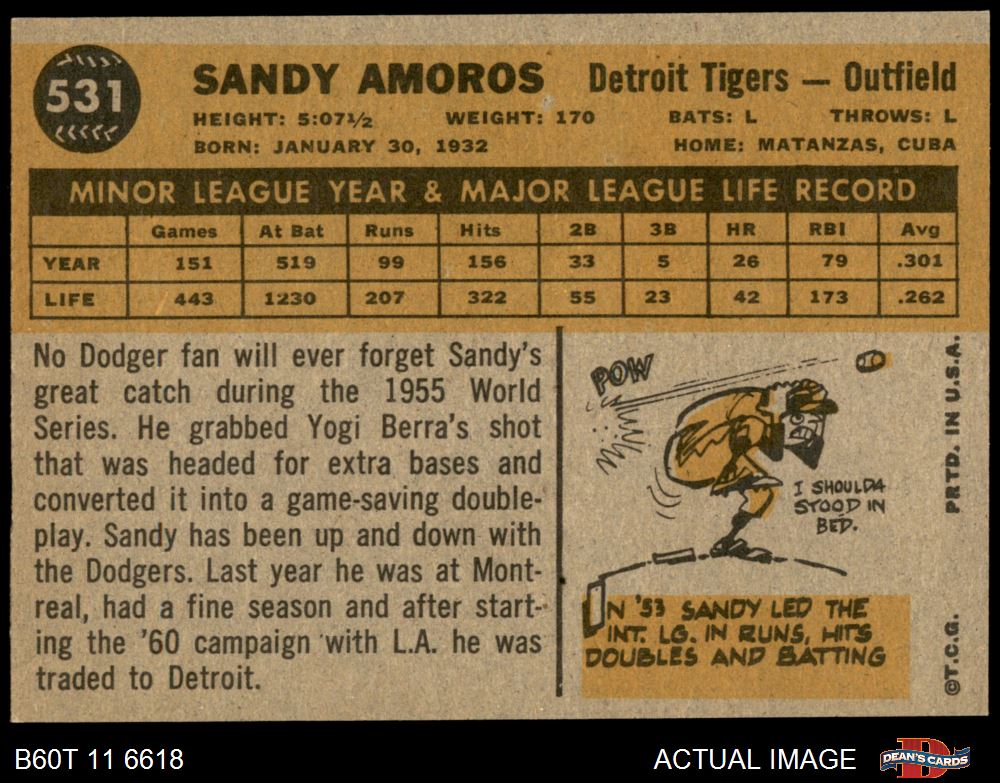 531
SANDY AMOROS Detroit Tigers — Outfield
HEIGHT: 5:07½ WEIGHT: 170 BATS: L THROWS: L
BORN: JANUARY 30, 1932 HOME: MATANZAS, CUBA
MINOR LEAGUE YEAR & MAJOR LEAGUE LIFE RECORD
Games At Bat Runs Hits 2B 3B HR RBI Avg
YEAR 151 519 99 156 33 5 26 79 .301
LIFE 443 1230 207 322 55 23 42 173 .262
No Dodger fan will ever forget Sandy's
great catch during the 1955 World
Series. He grabbed Yogi Berra's shot
that was headed for extra bases and
converted it into a game-saving double-
play. Sandy has been up and down with
the Dodgers. Last year he was at Mont-
real, had a fine season and after start-
ing the '60 campaign with L.A. he was
traded to Detroit.
POW
I SHOULDA
STOOD IN
BED.
IN '53 SANDY LED THE
INT. LG. IN RUNS, HITS
DOUBLES AND BATTING
©T.C.G. PRTD. IN U.S.A.
B60T 11 6618 ACTUAL IMAGE DEAN'S CARDS